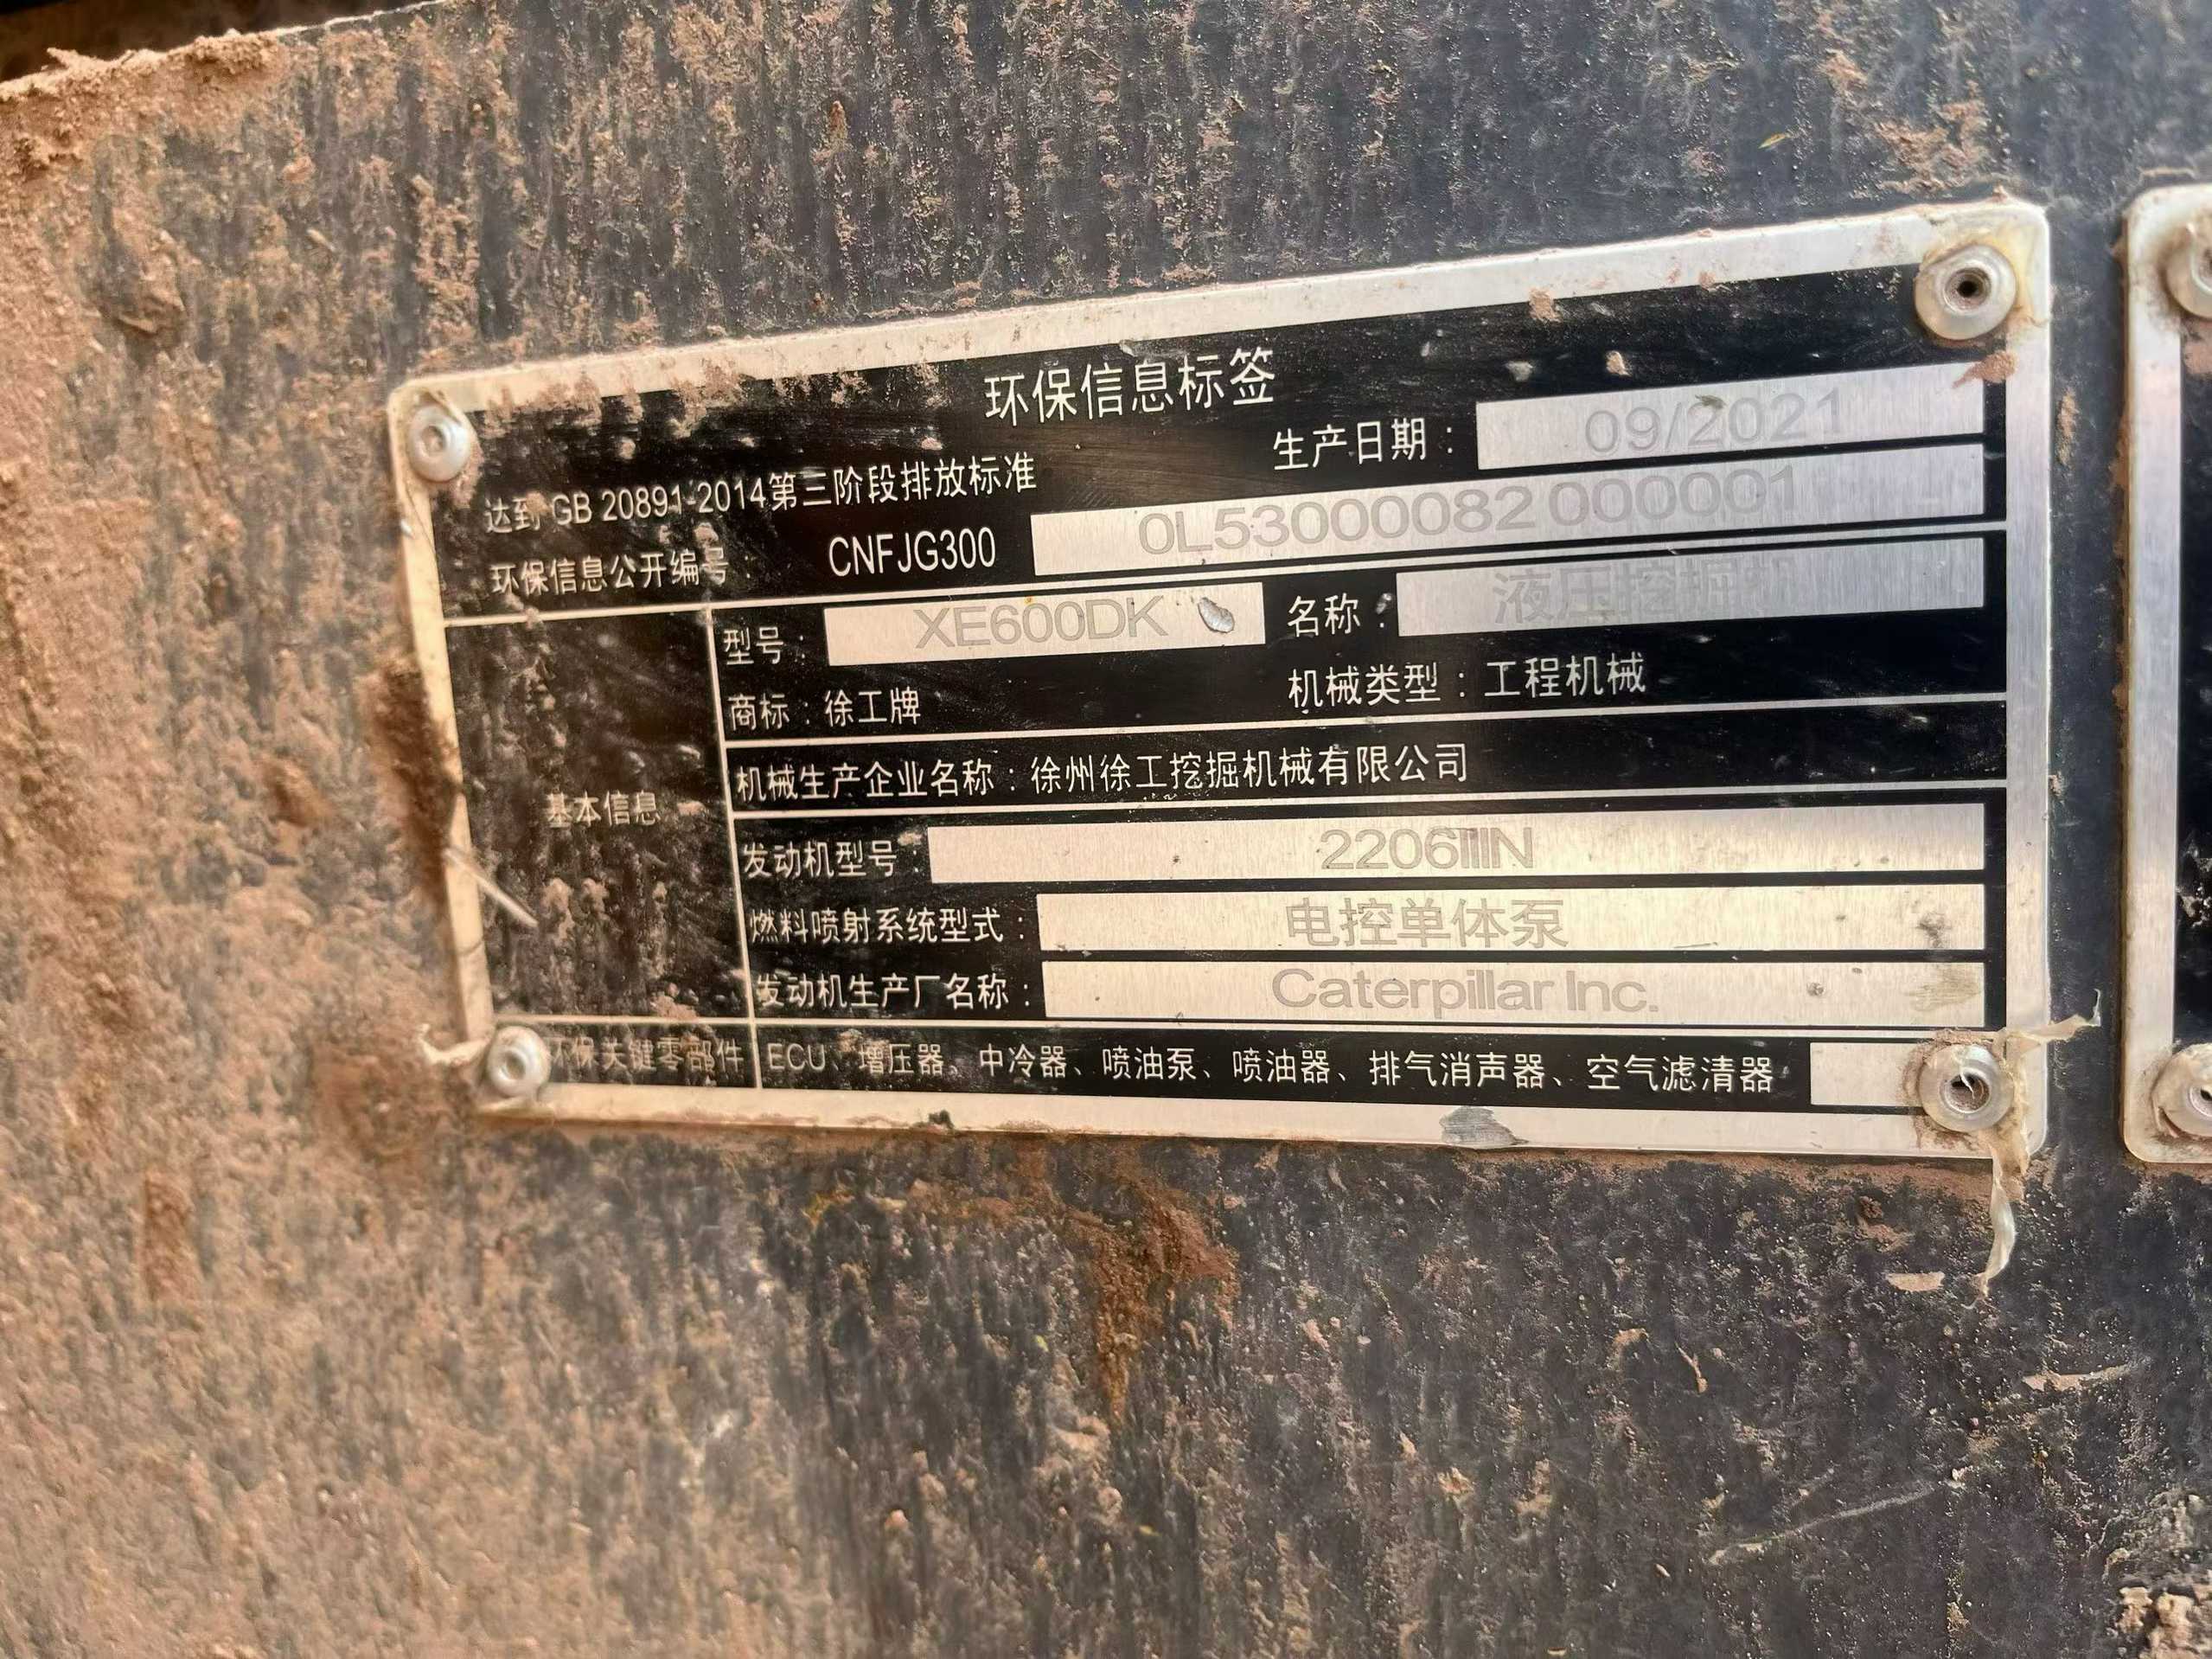 环保信息标签
生产日期：09/2021
达到 GB 20891-2014第三阶段排放标准
环保信息公开编号： CNFJG300 0L53000082 000001
型号：XE600DK 名称：液压挖掘机
商标：徐工牌 机械类型：工程机械
机械生产企业名称：徐州徐工挖掘机械有限公司
基本信息
发动机型号：2206ⅢN
燃料喷射系统型式：电控单体泵
发动机生产厂名称：Caterpillar Inc.
环保关键零部件 ECU、增压器、中冷器、喷油泵、喷油器、排气消声器、空气滤清器